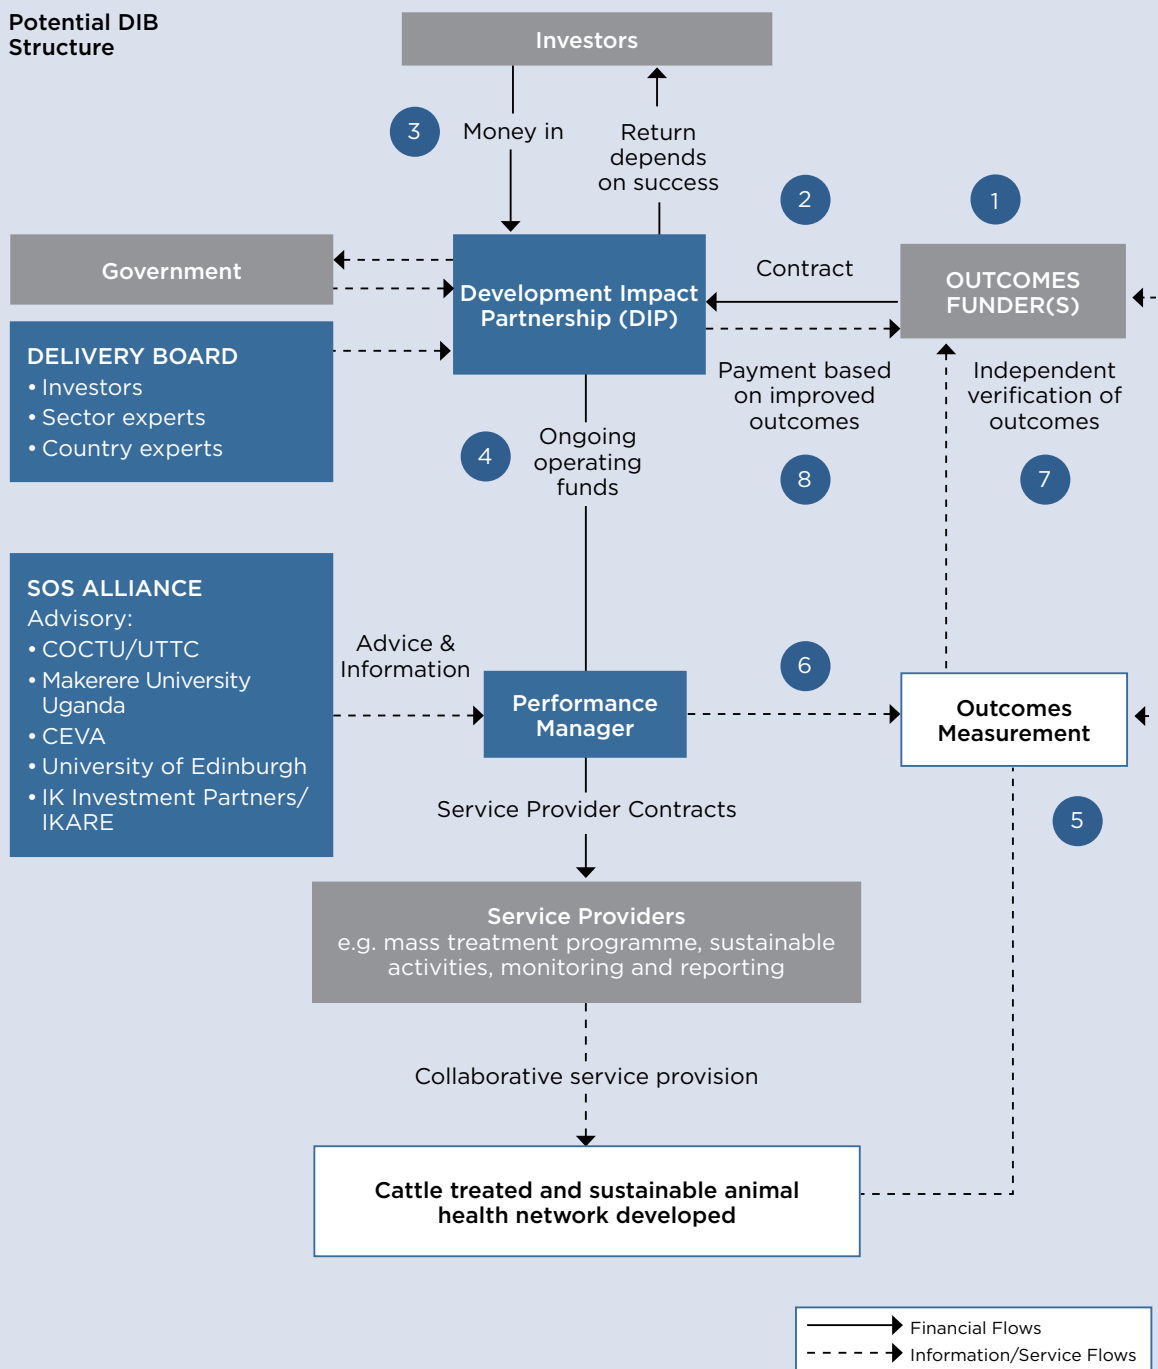 Potential DIB
Structure
Investors
3
Money in
Return
depends
on success
2
1
Government
Development Impact
Partnership (DIP)
Contract
OUTCOMES
FUNDER(S)
DELIVERY BOARD
• Investors
• Sector experts
• Country experts
Payment based
on improved
outcomes
Independent
verification of
outcomes
4
Ongoing
operating
funds
8
7
SOS ALLIANCE
Advisory:
• COCTU/UTTC
• Makerere University
Uganda
• CEVA
• University of Edinburgh
• IK Investment Partners/
IKARE
Advice &
Information
Performance
Manager
6
Outcomes
Measurement
Service Provider Contracts
5
Service Providers
e.g. mass treatment programme, sustainable
activities, monitoring and reporting
Collaborative service provision
Cattle treated and sustainable animal
health network developed
Financial Flows
Information/Service Flows